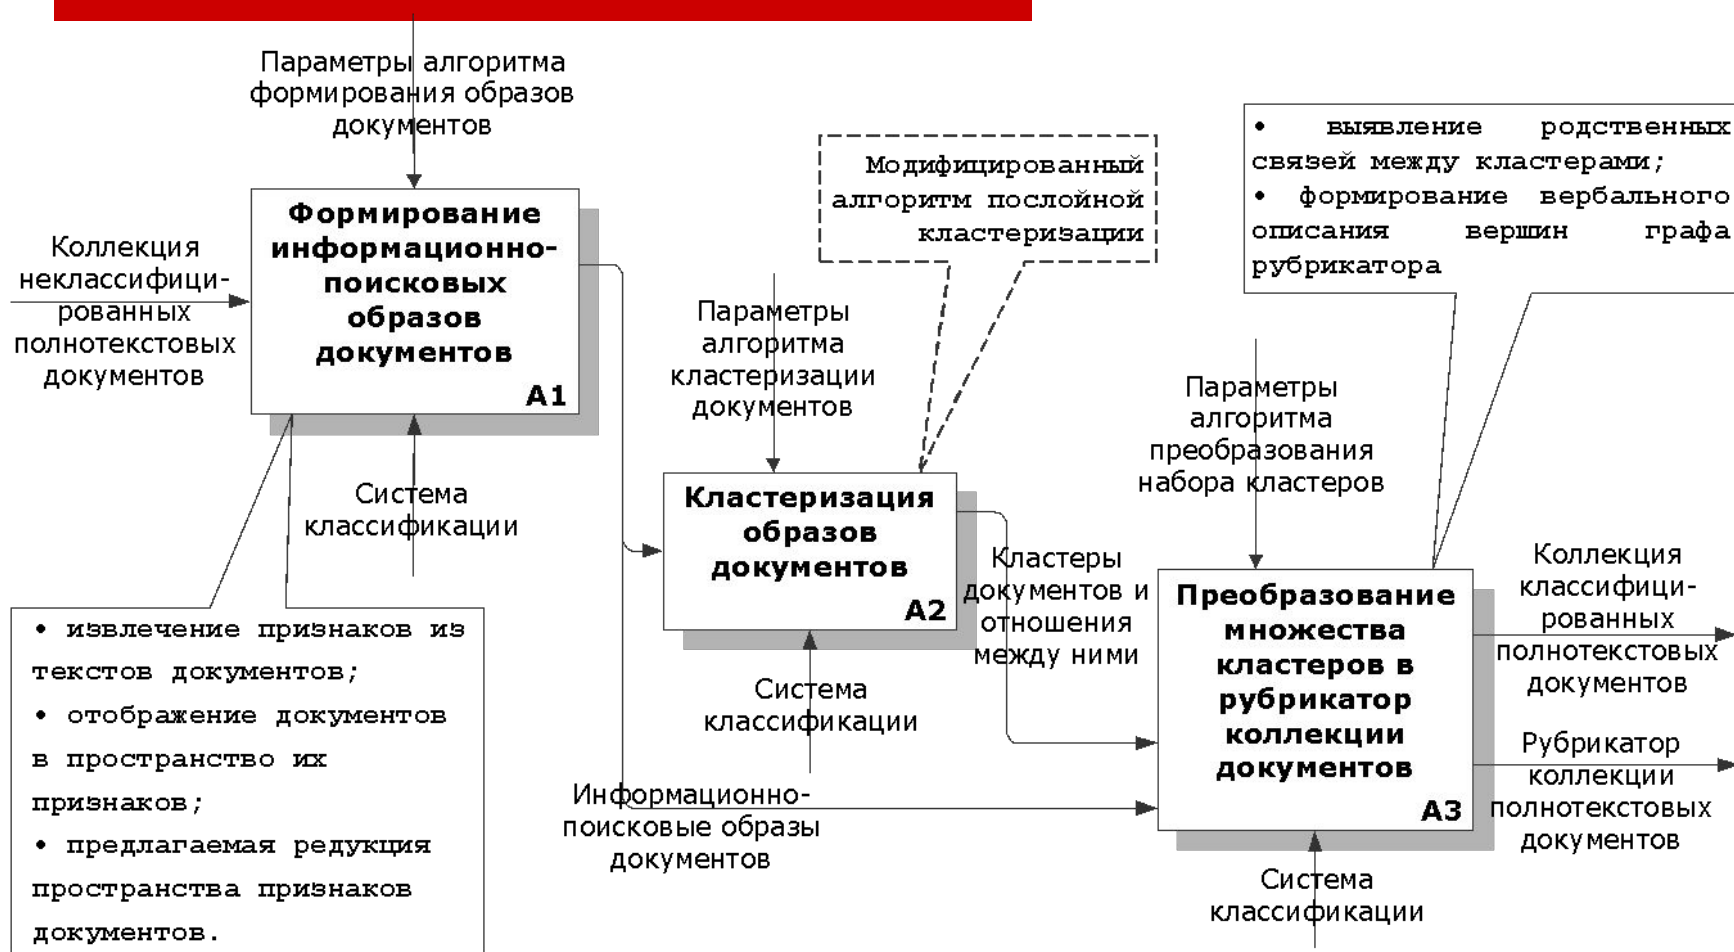 Параметры алгоритма
формирования образов
документов
Коллекция
неклассифици-
рованных
полнотекстовых
документов
Формирование
информационно-
поисковых
образов
документов
А1
Система
классификации
• извлечение признаков из
текстов документов;
• отображение документов
в пространство их
признаков;
• предлагаемая редукция
пространства признаков
документов.
Модифицированный
алгоритм послойной
кластеризации
Параметры
алгоритма
кластеризации
документов
Кластеризация
образов
документов
А2
Система
классификации
Информационно-
поисковые образы
документов
Кластеры
документов и
отношения
между ними
• выявление родственных
связей между кластерами;
• формирование вербального
описания вершин графа
рубрикатора
Параметры
алгоритма
преобразования
набора кластеров
Преобразование
множества
кластеров в
рубрикатор
коллекции
документов
А3
Система
классификации
Коллекция
классифици-
рованных
полнотекстовых
документов
Рубрикатор
коллекции
полнотекстовых
документов